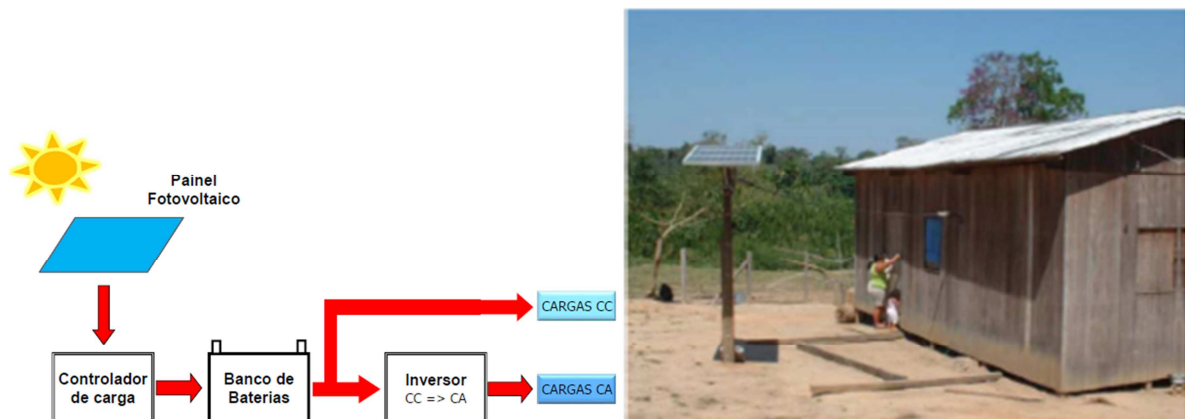 Painel
Fotovoltaico
CARGAS CC
Controlador
de carga
Banco de
Baterias
Inversor
CC => CA
CARGAS CA